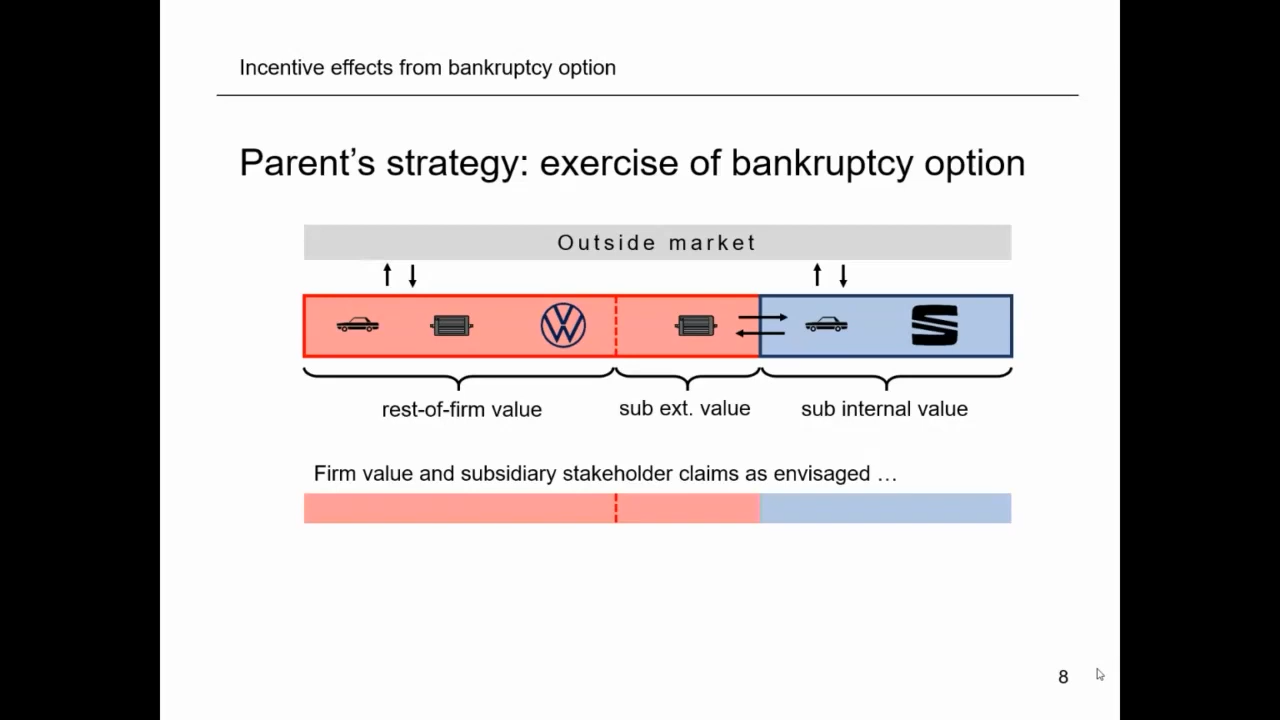 Incentive effects from bankruptcy option
Parent’s strategy: exercise of bankruptcy option
Outside market
rest-of-firm value
sub ext. value
sub internal value
Firm value and subsidiary stakeholder claims as envisaged …
8